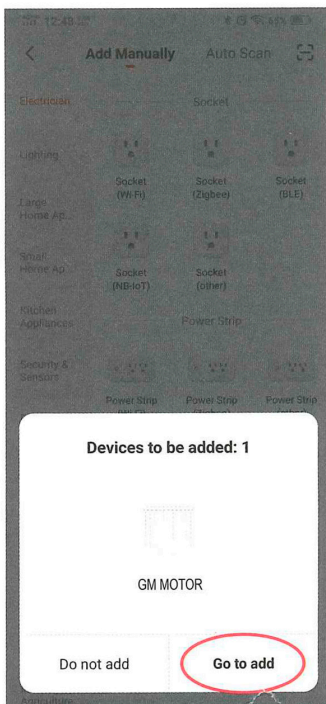 12:48
Add Manually Auto Scan
Electrician
Socket
Lighting
Socket
(Wi-Fi)
Socket
(Zigbee)
Socket
(BLE)
Large
Home Ap...
Small
Home Ap...
Socket
(NB-IoT)
Socket
(other)
Kitchen
Appliances
Power Strip
Security &
Sensors
Power Strip
Power Strip
Power Strip
Devices to be added: 1
GM MOTOR
Do not add
Go to add